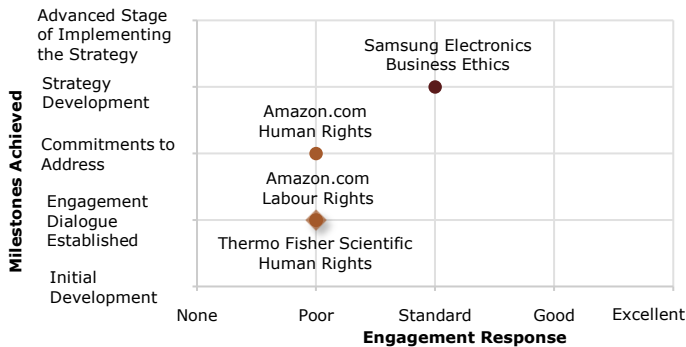 Advanced Stage
of Implementing
the Strategy
Samsung Electronics
Business Ethics
Strategy
Development
Amazon.com
Human Rights
Commitments to
Address
Amazon.com
Labour Rights
Engagement
Dialogue
Established
Thermo Fisher Scientific
Human Rights
Initial
Development
Milestones Achieved
None
Poor
Standard
Good
Excellent
Engagement Response